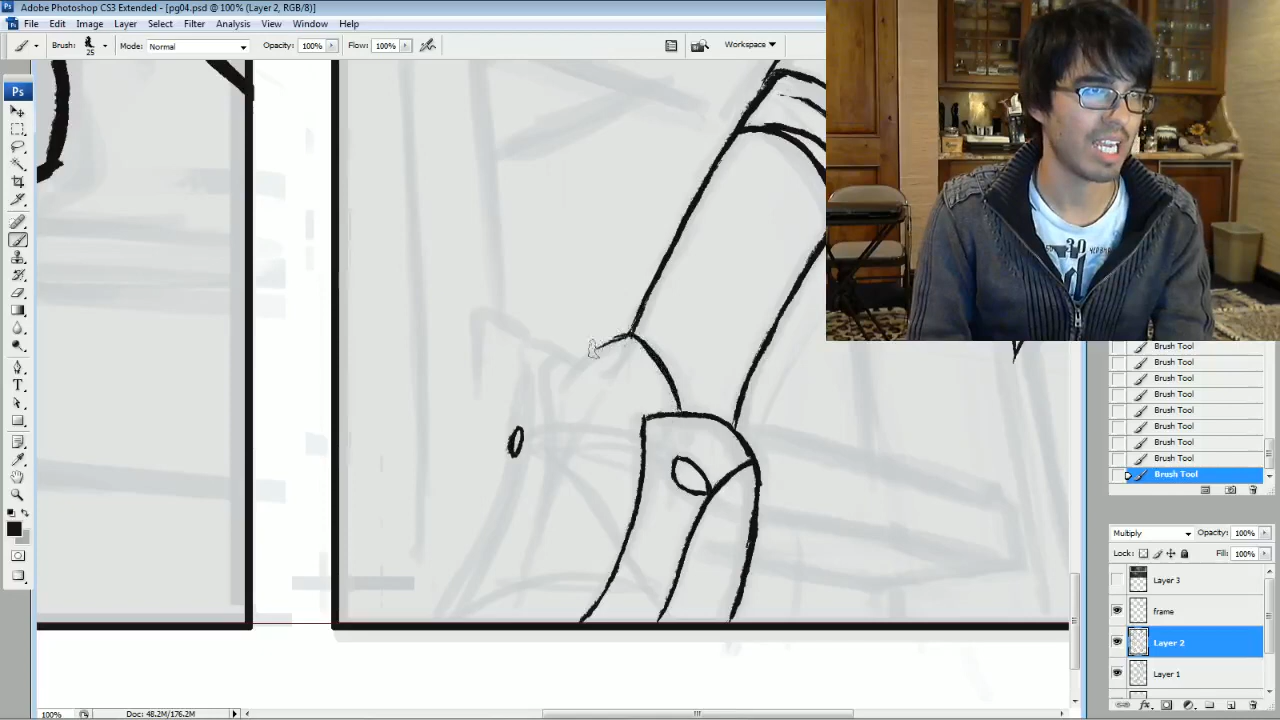 Adobe Photoshop CS3 Extended - [pg04.psd @ 100% (Layer 2, RGB/8)]
File Edit Image Layer Select Filter Analysis View Window Help
Brush: 25 Mode: Normal Opacity: 100% Flow: 100% Workspace
Ps
30
Brush Tool
Brush Tool
Brush Tool
Brush Tool
Brush Tool
Brush Tool
Brush Tool
Brush Tool
Brush Tool
Multiply Opacity: 100%
Lock: Fill: 100%
Layer 3
frame
Layer 2
Layer 1
100% Doc: 48.2M/176.2M